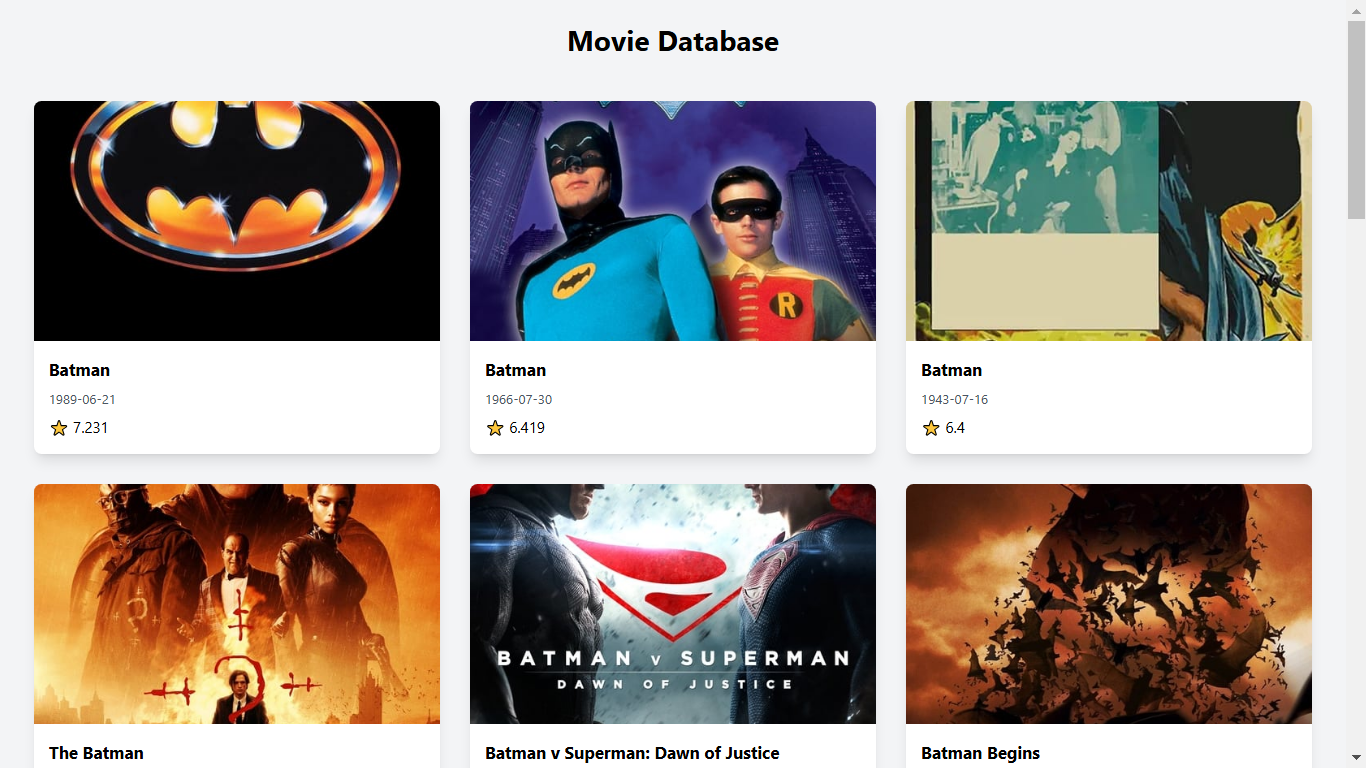 Movie Database
R
Batman
1989-06-21
7.231
Batman
1966-07-30
6.419
Batman
1943-07-16
6.4
BATMAN v SUPERMAN
DAWN OF JUSTICE
The Batman
Batman v Superman: Dawn of Justice
Batman Begins